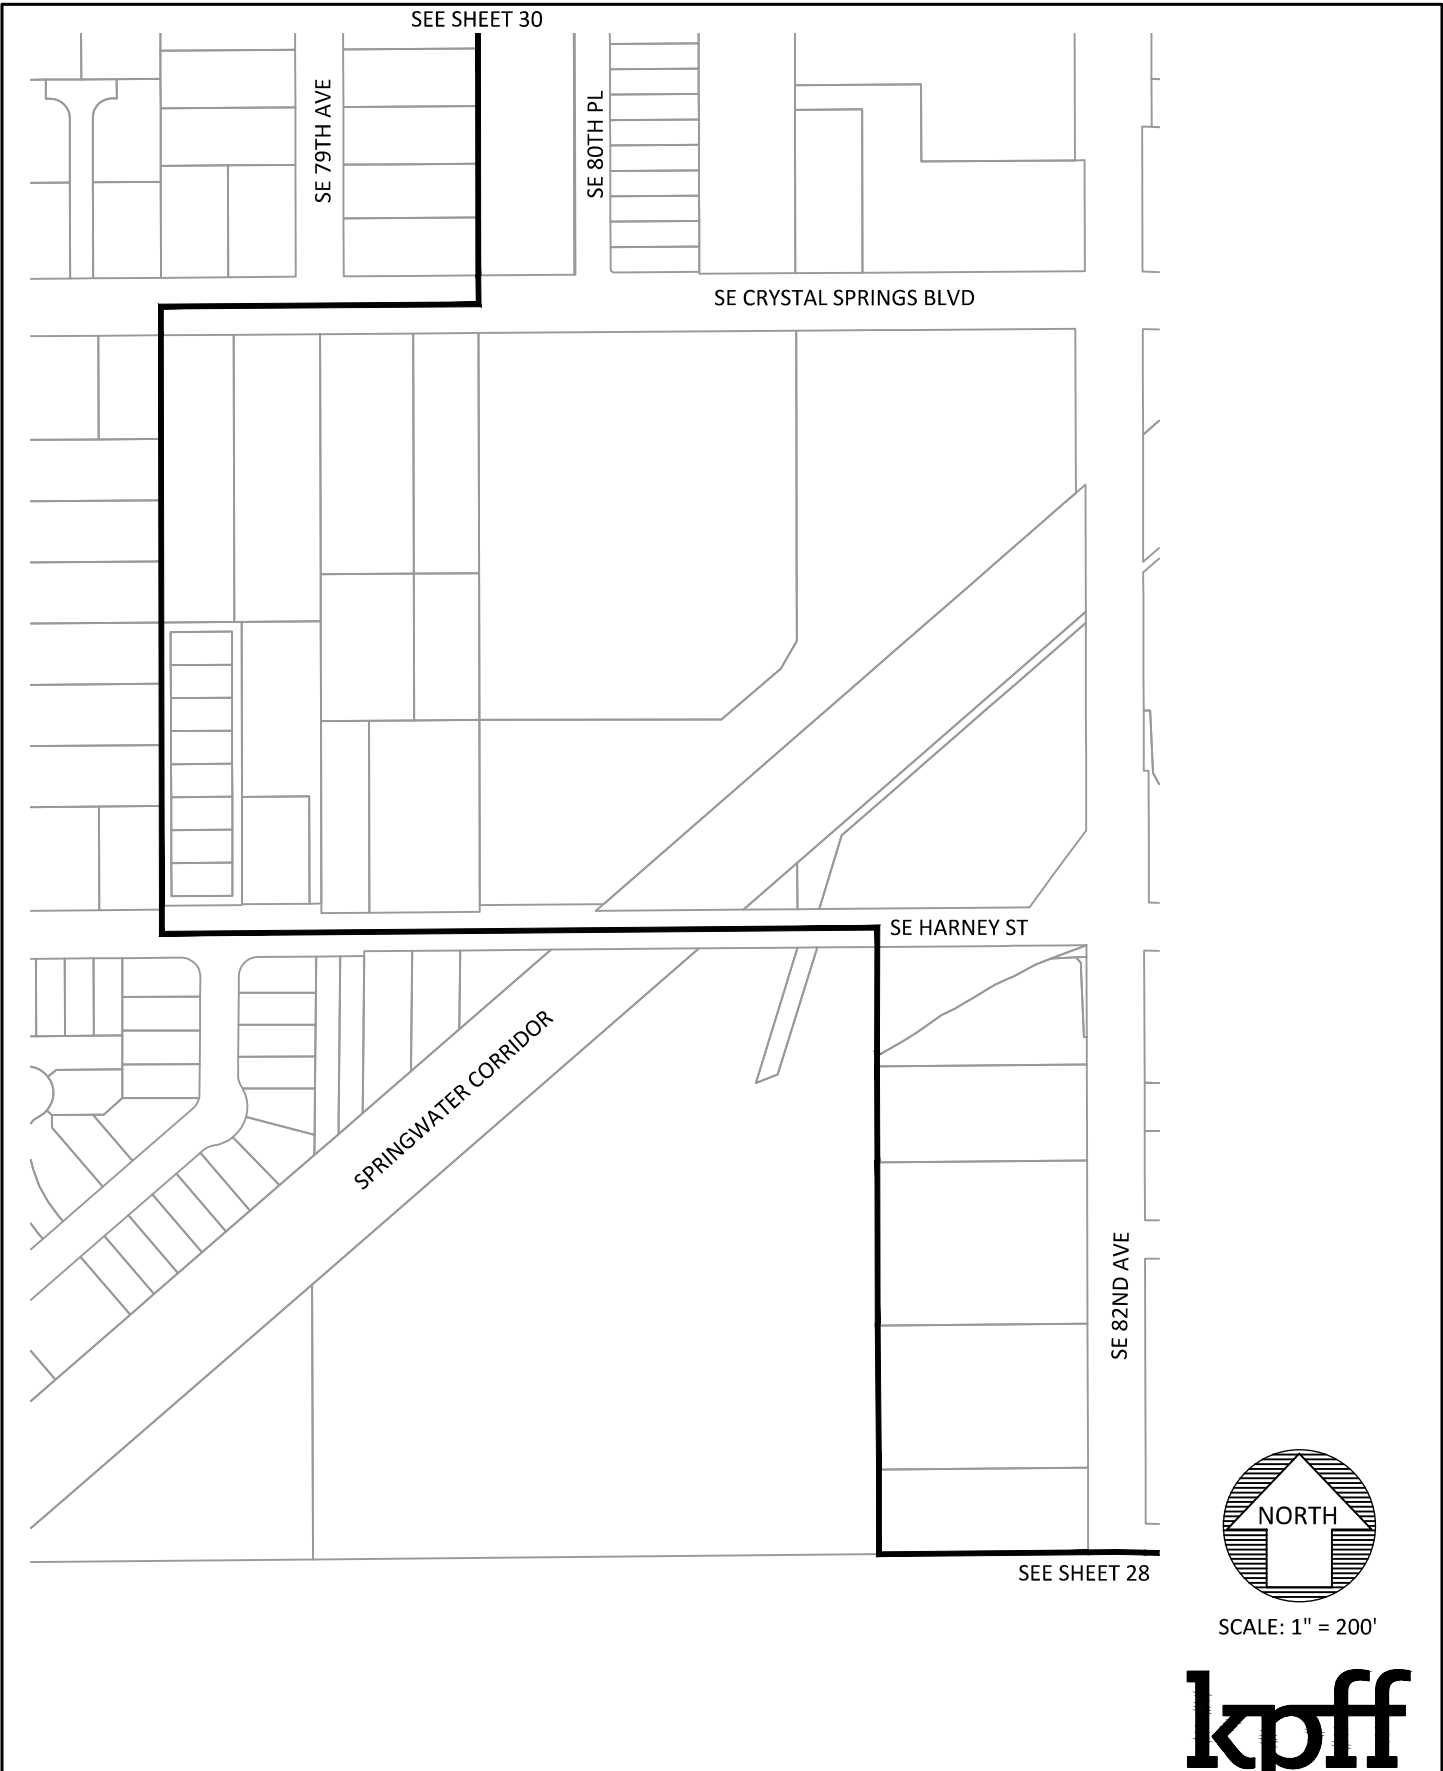 SEE SHEET 30
SE 79TH AVE
SE 80TH PL
SE CRYSTAL SPRINGS BLVD
SE HARNEY ST
SPRINGWATER CORRIDOR
SE 82ND AVE
NORTH
SEE SHEET 28
SCALE: 1" = 200'
kpff